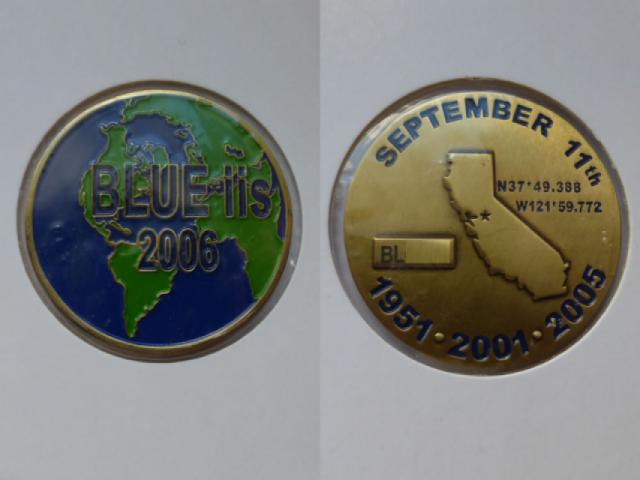 BLUE iis
2006
SEPTEMBER 11th
N37°49.388
W121°59.772
BL
1951·2001·2005